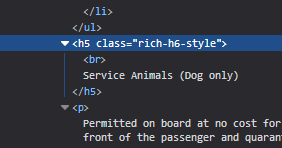 </li>
</ul>
<h5 class="rich-h6-style">
<br>
Service Animals (Dog only)
</h5>
<p>
Permitted on board at no cost for
front of the passenger and quaran